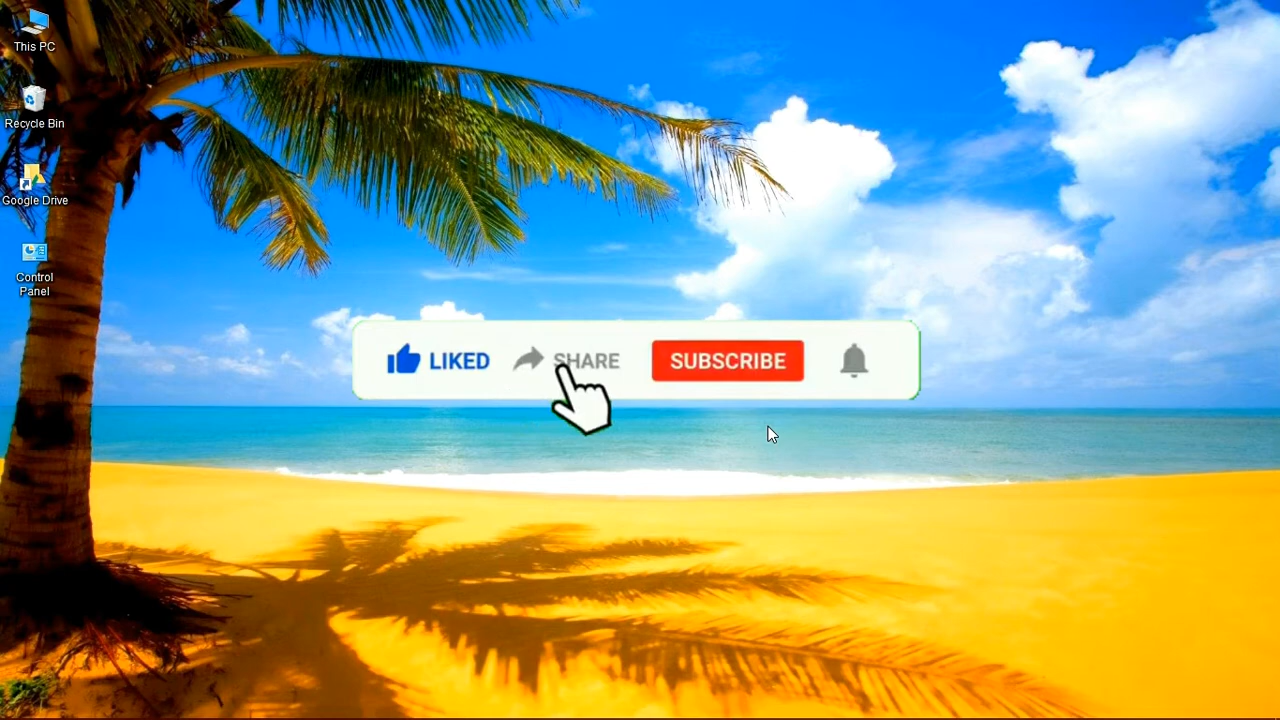 This PC
Recycle Bin
Google Drive
Control
Panel
LIKED
SHARE
SUBSCRIBE